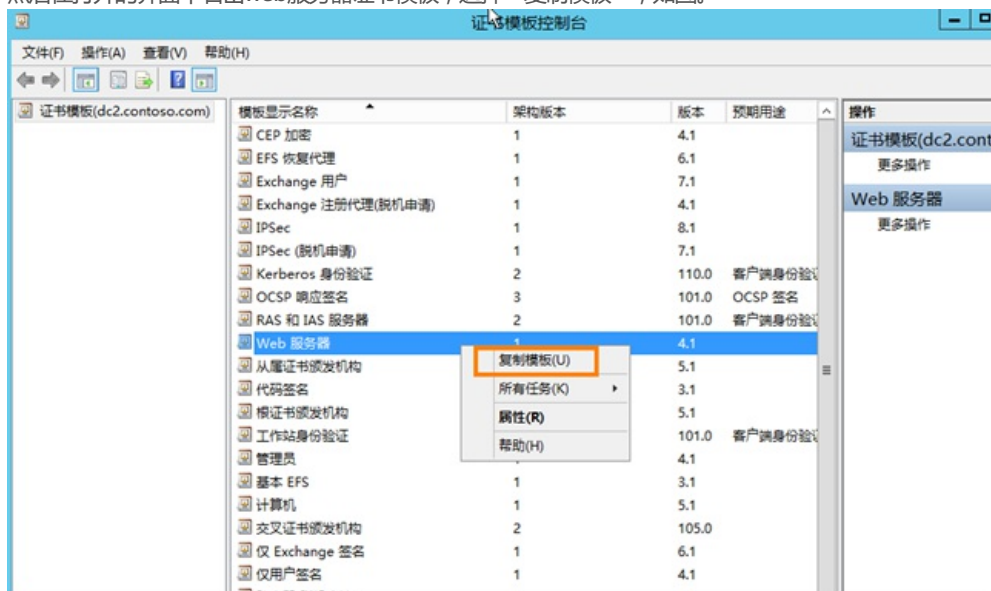 证书模板控制台
文件(F) 操作(A) 查看(V) 帮助(H)
证书模板(dc2.contoso.com)
模板显示名称 架构版本 版本 预期用途
CEP 加密 1 4.1
EFS 恢复代理 1 6.1
Exchange 用户 1 7.1
Exchange 注册代理(脱机申请) 1 4.1
IPSec 1 8.1
IPSec (脱机申请) 1 7.1
Kerberos 身份验证 2 110.0 客户端身份验证
OCSP 响应签名 3 101.0 OCSP 签名
RAS 和 IAS 服务器 2 101.0 客户端身份验证
Web 服务器 1 4.1
从属证书颁发机构 5.1
代码签名 3.1
根证书颁发机构 5.1
工作站身份验证 101.0 客户端身份验证
管理员 4.1
基本 EFS 1 3.1
计算机 1 5.1
交叉证书颁发机构 2 105.0
仅 Exchange 签名 1 6.1
仅用户签名 1 4.1
复制模板(U)
所有任务(K)
属性(R)
帮助(H)
操作
证书模板(dc2.cont
更多操作
Web 服务器
更多操作